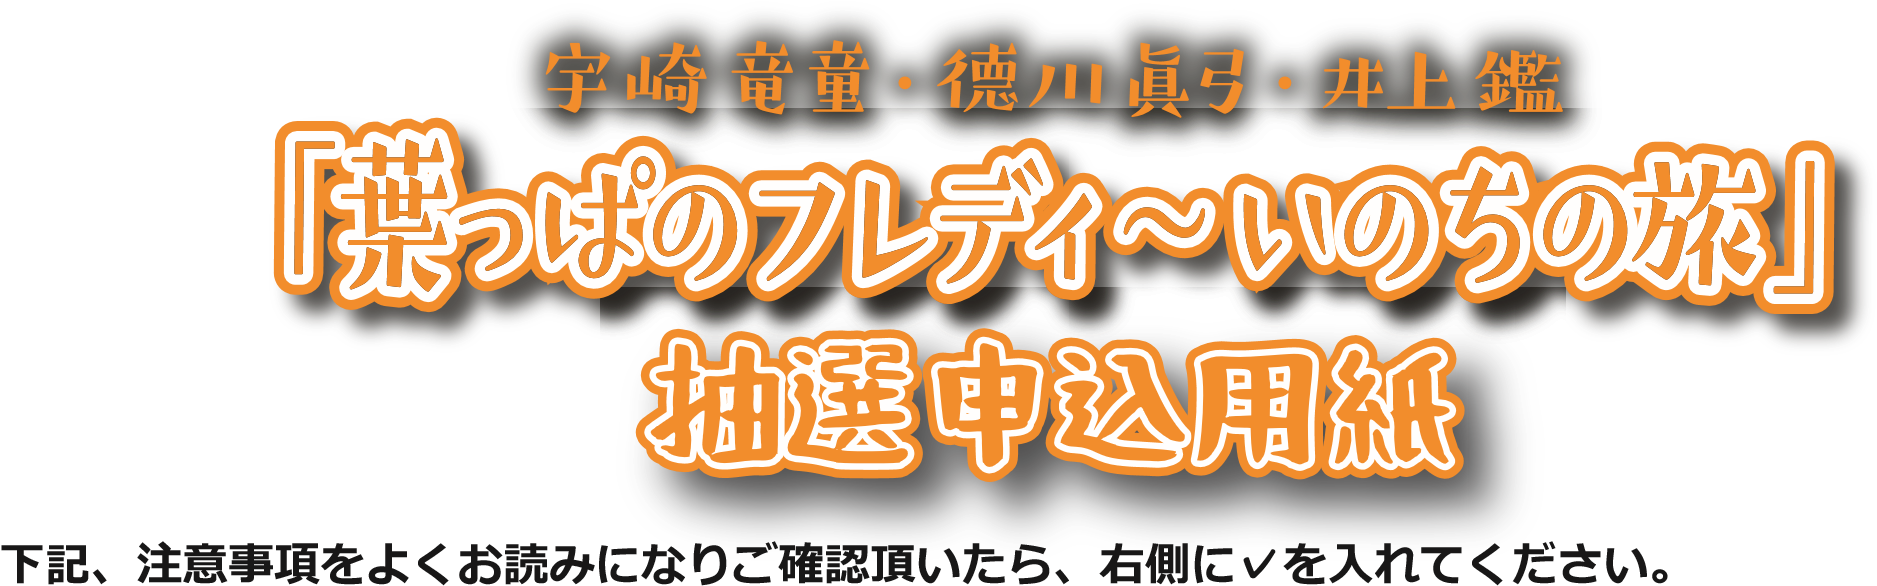 宇崎竜童・德川眞弓・井上鑑
「葉っぱのフレディ～いのちの旅」
抽選申込用紙
下記、注意事項をよくお読みになりご確認頂いたら、右側に✓を入れてください。